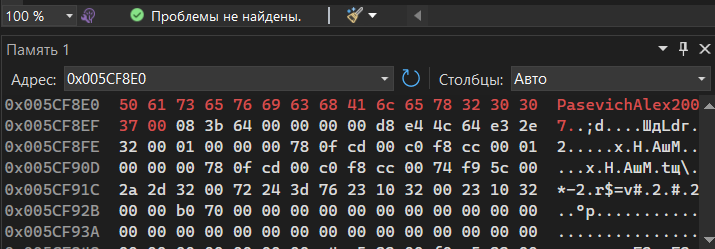 100 % Проблемы не найдены.
Память 1
Адрес: 0x005CF8E0 Столбцы: Авто
0x005CF8E0 50 61 73 65 76 69 63 68 41 6c 65 78 32 30 30 PasevichAlex200
0x005CF8EF 37 00 08 3b 64 00 00 00 00 d8 e4 4c 64 e3 2e 7..;d....ШдLdг.
0x005CF8FE 32 00 01 00 00 00 78 0f cd 00 c0 f8 cc 00 01 2.....x.Н.АшМ..
0x005CF90D 00 00 00 78 0f cd 00 c0 f8 cc 00 74 f9 5c 00 ...x.Н.АшМ.tщ\.
0x005CF91C 2a 2d 32 00 72 24 3d 76 23 10 32 00 23 10 32 *-2.r$=v#.2.#.2
0x005CF92B 00 00 b0 70 00 00 00 00 00 00 00 00 00 00 00 ..°p...........
0x005CF93A 00 00 00 00 00 00 00 00 00 00 00 00 00 00 00 ...............